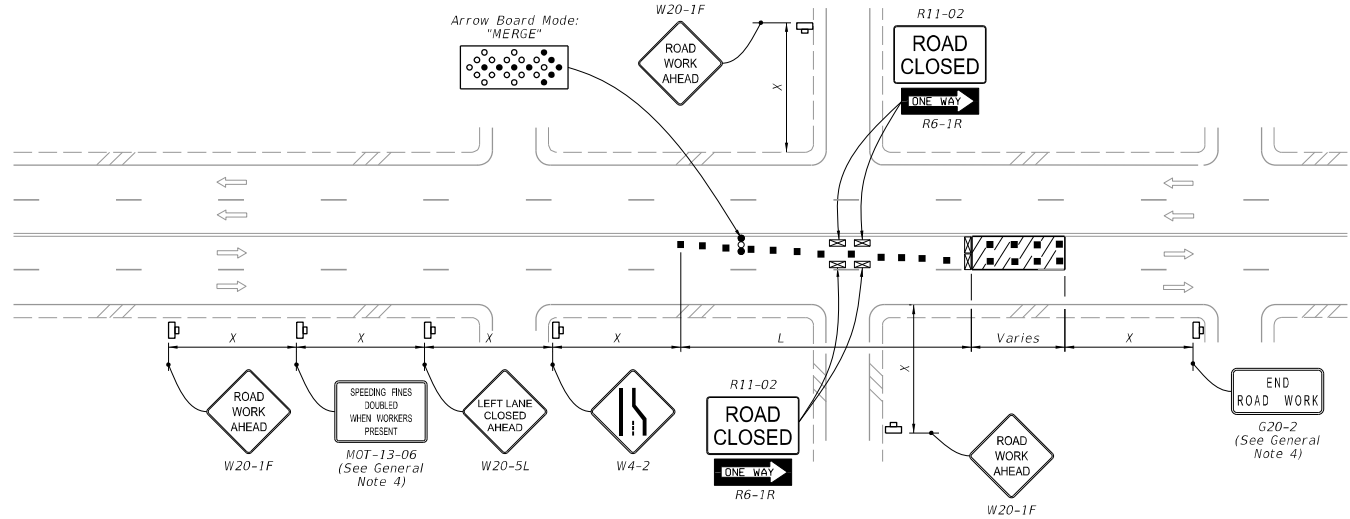 W20-1F
Arrow Board Mode:
"MERGE"
ROAD
WORK
AHEAD
X
R11-02
ROAD
CLOSED
ONE WAY
R6-1R
X
X
X
X
L
Varies
X
X
ROAD
WORK
AHEAD
W20-1F
SPEEDING FINES
DOUBLED
WHEN WORKERS
PRESENT
MOT-13-06
(See General
Note 4)
LEFT LANE
CLOSED
AHEAD
W20-5L
W4-2
R11-02
ROAD
CLOSED
ONE WAY
R6-1R
ROAD
WORK
AHEAD
W20-1F
END
ROAD WORK
G20-2
(See General
Note 4)